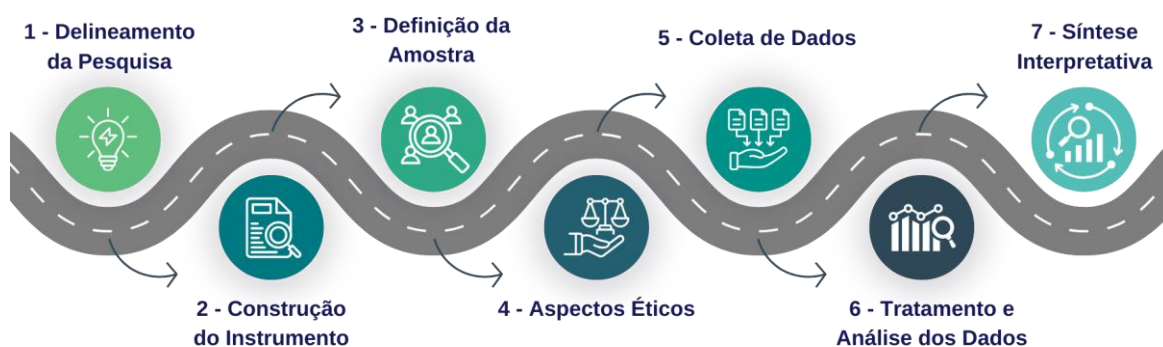 1 - Delineamento
da Pesquisa
2 - Construção
do Instrumento
3 - Definição da
Amostra
4 - Aspectos Éticos
5 - Coleta de Dados
6 - Tratamento e
Análise dos Dados
7 - Síntese
Interpretativa